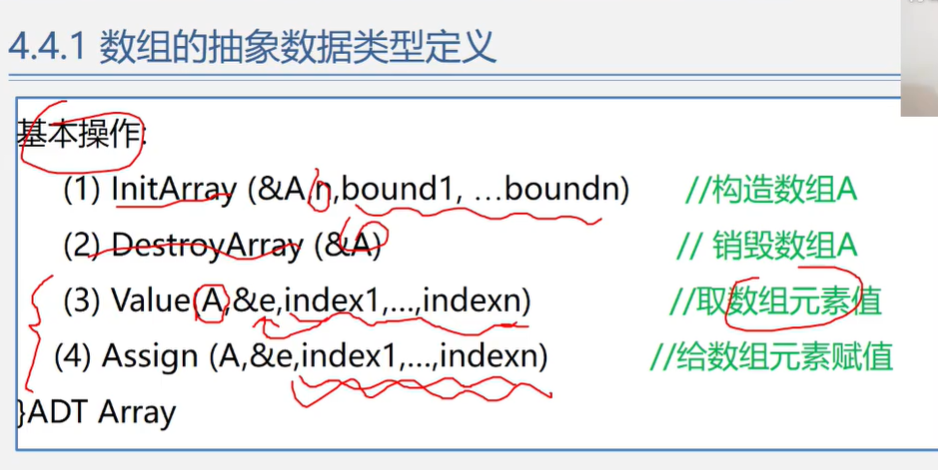 4.4.1 数组的抽象数据类型定义
基本操作:
(1) InitArray (&A,n,bound1, …boundn) //构造数组A
(2) DestroyArray (&A) // 销毁数组A
(3) Value(A,&e,index1,…,indexn) //取数组元素值
(4) Assign (A,&e,index1,…,indexn) //给数组元素赋值
}ADT Array